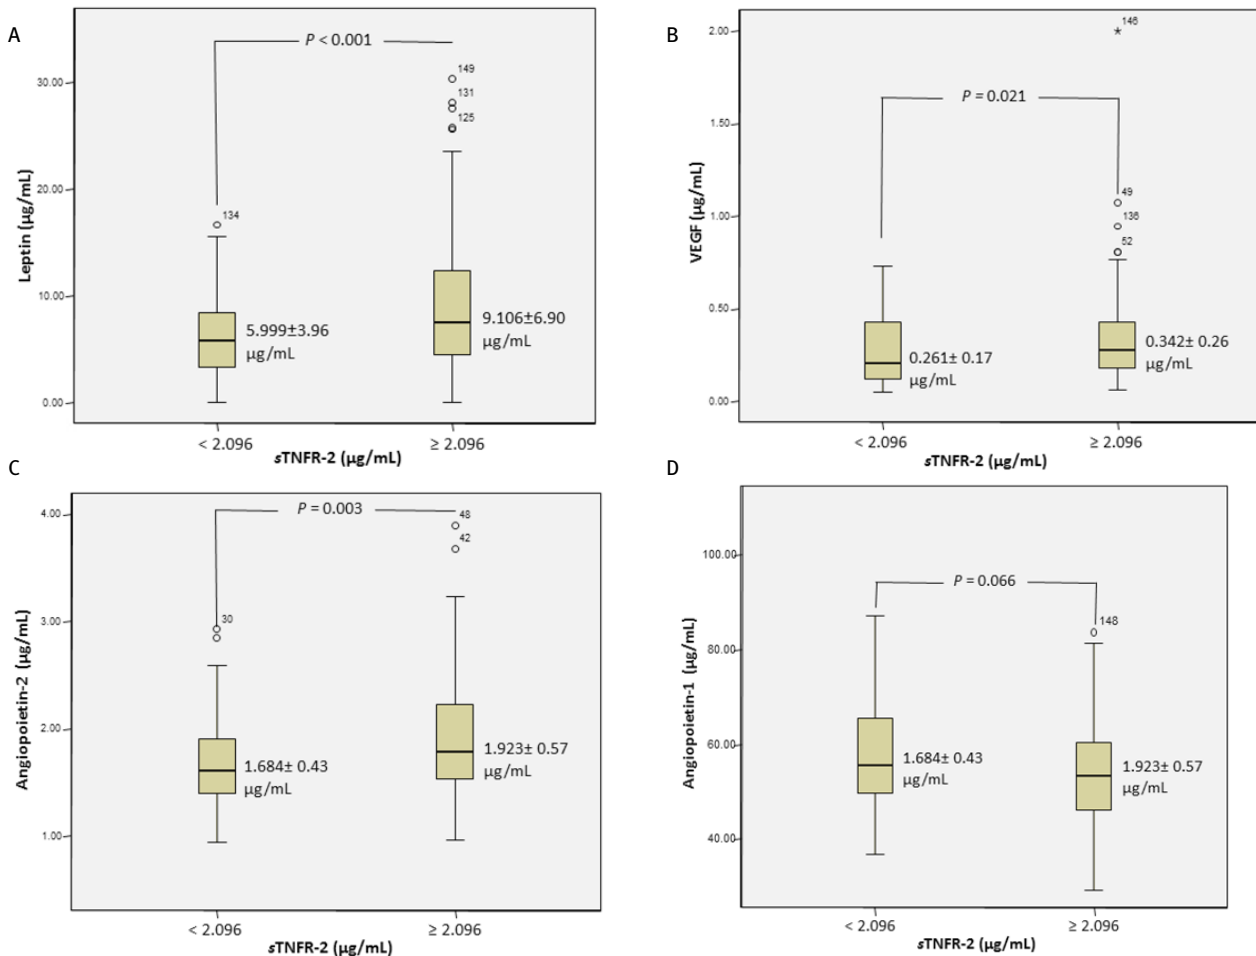 A
P < 0.001
30.00
20.00
10.00
0.00
Leptin (µg/mL)
149
131
125
134
5.999±3.96
µg/mL
9.106±6.90
µg/mL
< 2.096
≥ 2.096
sTNFR-2 (µg/mL)
B
146
P = 0.021
2.00
1.50
1.00
0.50
0.00
VEGF (µg/mL)
49
136
52
0.261± 0.17
µg/mL
0.342± 0.26
µg/mL
< 2.096
≥ 2.096
sTNFR-2 (µg/mL)
C
P = 0.003
4.00
3.00
2.00
1.00
Angiopoietin-2 (µg/mL)
48
42
30
1.684± 0.43
µg/mL
1.923± 0.57
µg/mL
< 2.096
≥ 2.096
sTNFR-2 (µg/mL)
D
P = 0.066
100.00
80.00
60.00
40.00
Angiopoietin-1 (µg/mL)
148
1.684± 0.43
µg/mL
1.923± 0.57
µg/mL
< 2.096
≥ 2.096
sTNFR-2 (µg/mL)